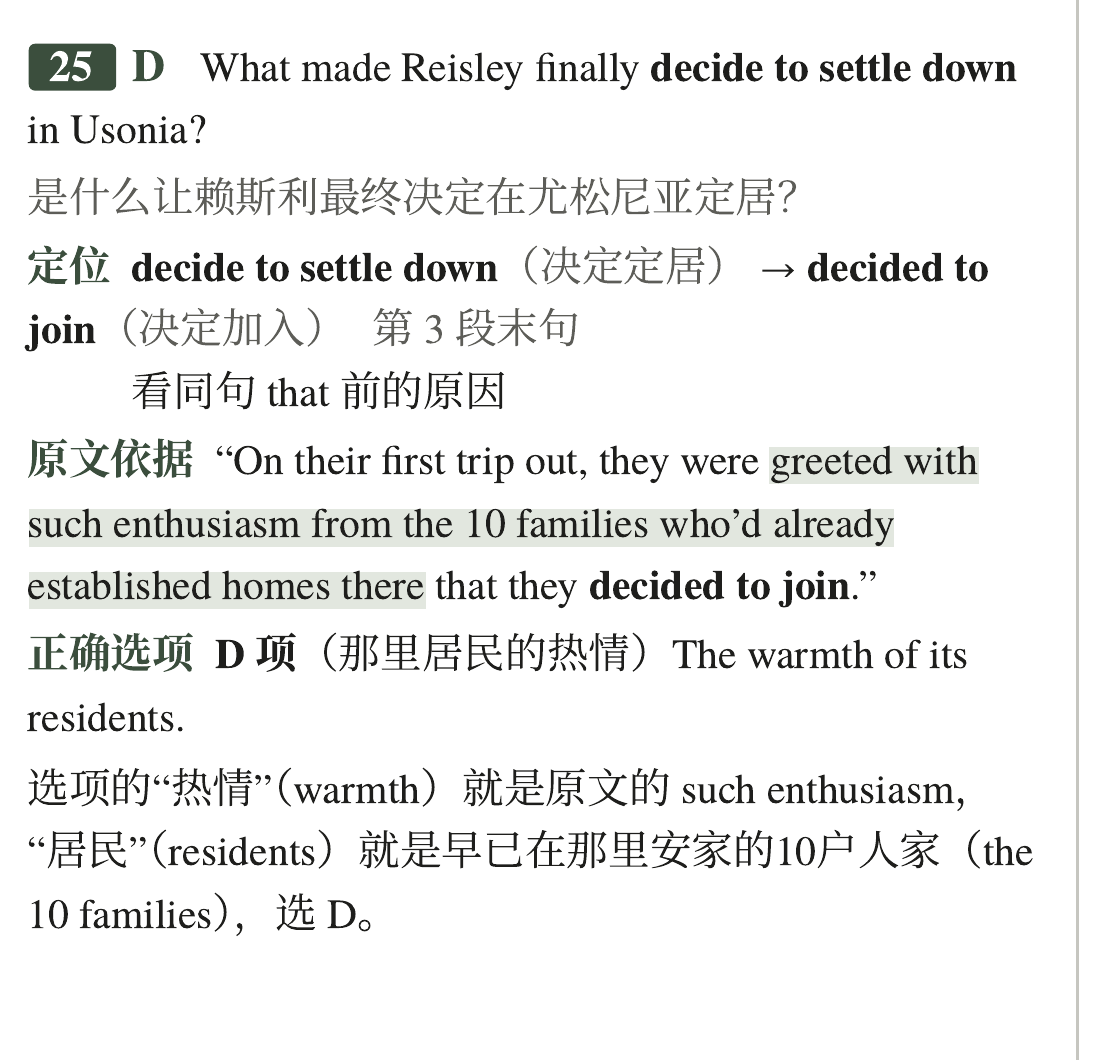 25 D What made Reisley finally decide to settle down
in Usonia?
是什么让赖斯利最终决定在尤松尼亚定居？
定位 decide to settle down（决定定居） → decided to
join（决定加入） 第 3 段末句
看同句 that 前的原因
原文依据 “On their first trip out, they were greeted with
such enthusiasm from the 10 families who’d already
established homes there that they decided to join.”
正确选项 D 项（那里居民的热情）The warmth of its
residents.
选项的“热情”（warmth）就是原文的 such enthusiasm,
“居民”（residents）就是早已在那里安家的10户人家（the
10 families），选 D。